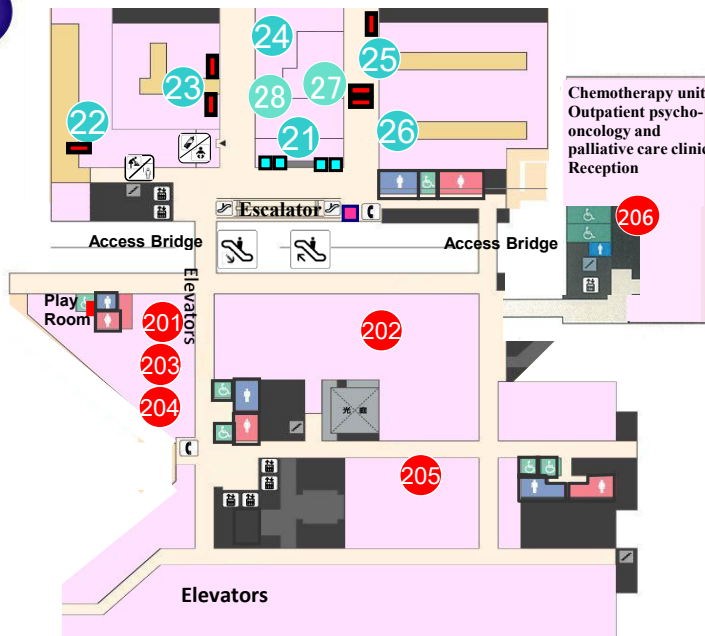 24
25
23
27
28
22
21
26
Chemotherapy unit
Outpatient psycho-
oncology and
palliative care clinic
Reception
206
Escalator
Access Bridge
Access Bridge
Elevators
Play
Room
201
202
203
204
光庭
205
Elevators